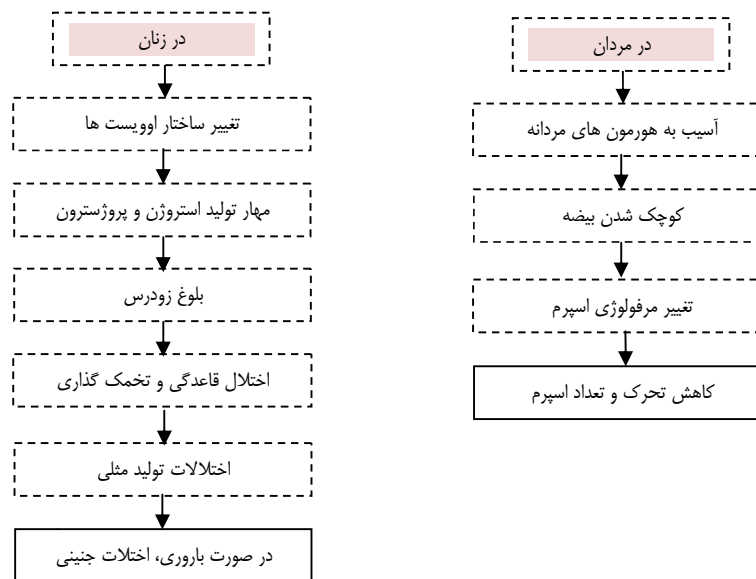 در مردان
آسیب به هورمون های مردانه
کوچک شدن بیضه
تغییر مرفولوژی اسپرم
کاهش تحرک و تعداد اسپرم
در زنان
تغییر ساختار اوویست ها
مهار تولید استروژن و پروژسترون
بلوغ زودرس
اختلال قاعدگی و تخمک گذاری
اختلالات تولید مثلی
در صورت باروری، اختلات جنینی